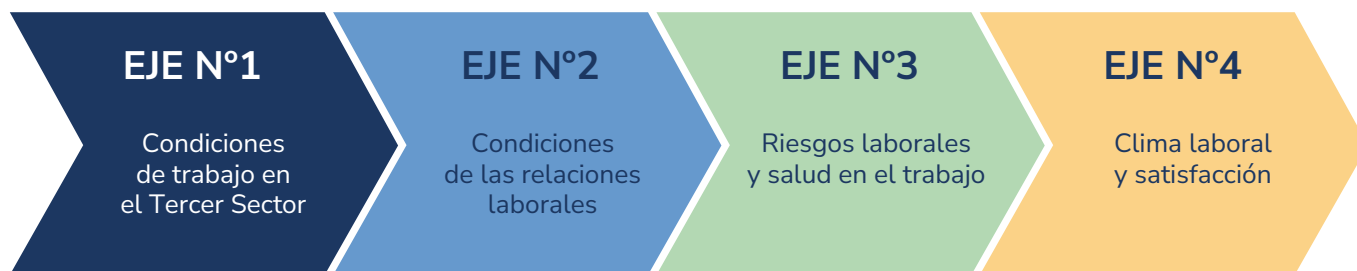 EJE Nº1
Condiciones
de trabajo en
el Tercer Sector
EJE Nº2
Condiciones
de las relaciones
laborales
EJE Nº3
Riesgos laborales
y salud en el trabajo
EJE Nº4
Clima laboral
y satisfacción